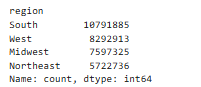 region
South 10791885
West 8292913
Midwest 7597325
Northeast 5722736
Name: count, dtype: int64